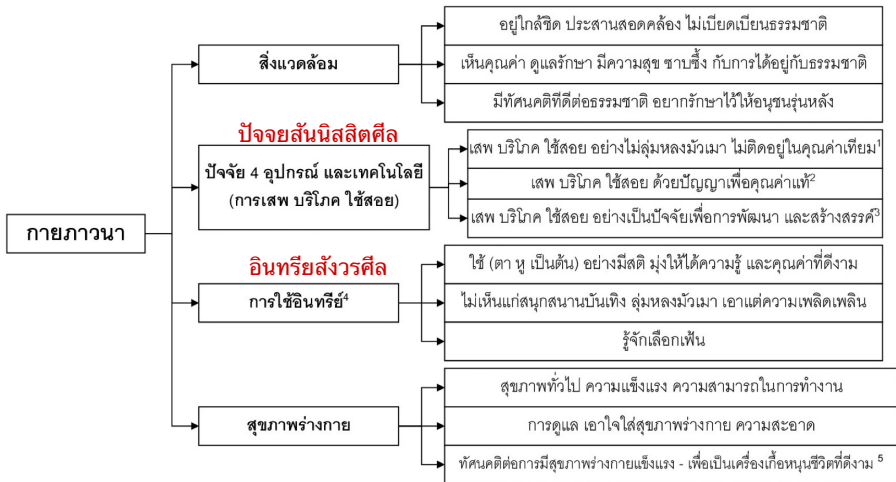 กายภาวนา
สิ่งแวดล้อม
อยู่ใกล้ชิด ประสานสอดคล้อง ไม่เบียดเบียนธรรมชาติ
เห็นคุณค่า ดูแลรักษา มีความสุข ซาบซึ้ง กับการได้อยู่กับธรรมชาติ
มีทัศนคติที่ดีต่อธรรมชาติ อยากรักษาไว้ให้อนุชนรุ่นหลัง
ปัจจยสันนิสสิตศีล
ปัจจัย 4 อุปกรณ์ และเทคโนโลยี
(การเสพ บริโภค ใช้สอย)
เสพ บริโภค ใช้สอย อย่างไม่ลุ่มหลงมัวเมา ไม่ติดอยู่ในคุณค่าเทียม¹
เสพ บริโภค ใช้สอย ด้วยปัญญาเพื่อคุณค่าแท้²
เสพ บริโภค ใช้สอย อย่างเป็นปัจจัยเพื่อการพัฒนา และสร้างสรรค์³
อินทรียสังวรศีล
การใช้อินทรีย์⁴
ใช้ (ตา หู เป็นต้น) อย่างมีสติ มุ่งให้ได้ความรู้ และคุณค่าที่ดีงาม
ไม่เห็นแก่สนุกสนานบันเทิง ลุ่มหลงมัวเมา เอาแต่ความเพลิดเพลิน
รู้จักเลือกเฟ้น
สุขภาพร่างกาย
สุขภาพทั่วไป ความแข็งแรง ความสามารถในการทำงาน
การดูแล เอาใจใส่สุขภาพร่างกาย ความสะอาด
ทัศนคติต่อการมีสุขภาพร่างกายแข็งแรง - เพื่อเป็นเครื่องเกื้อหนุนชีวิตที่ดีงาม ⁵